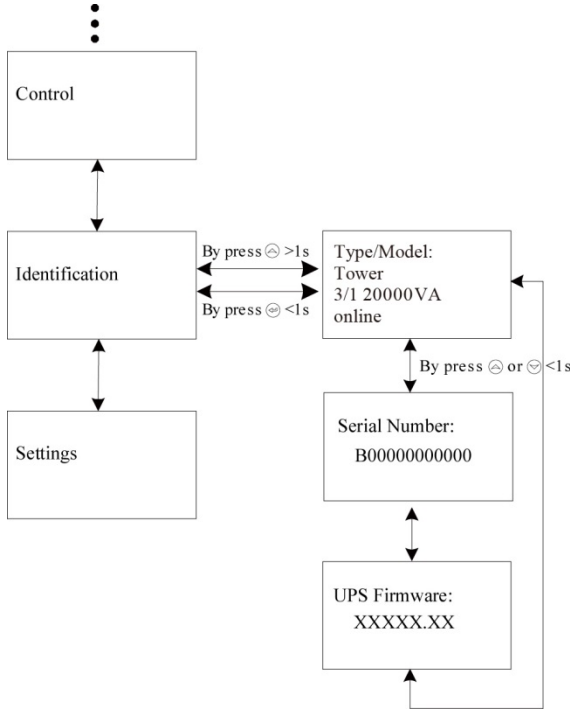 Control
Identification
Settings
By press >1s
By press <1s
Type/Model:
Tower
3/1 20000VA
online
By press or <1s
Serial Number:
B00000000000
UPS Firmware:
XXXXX.XX